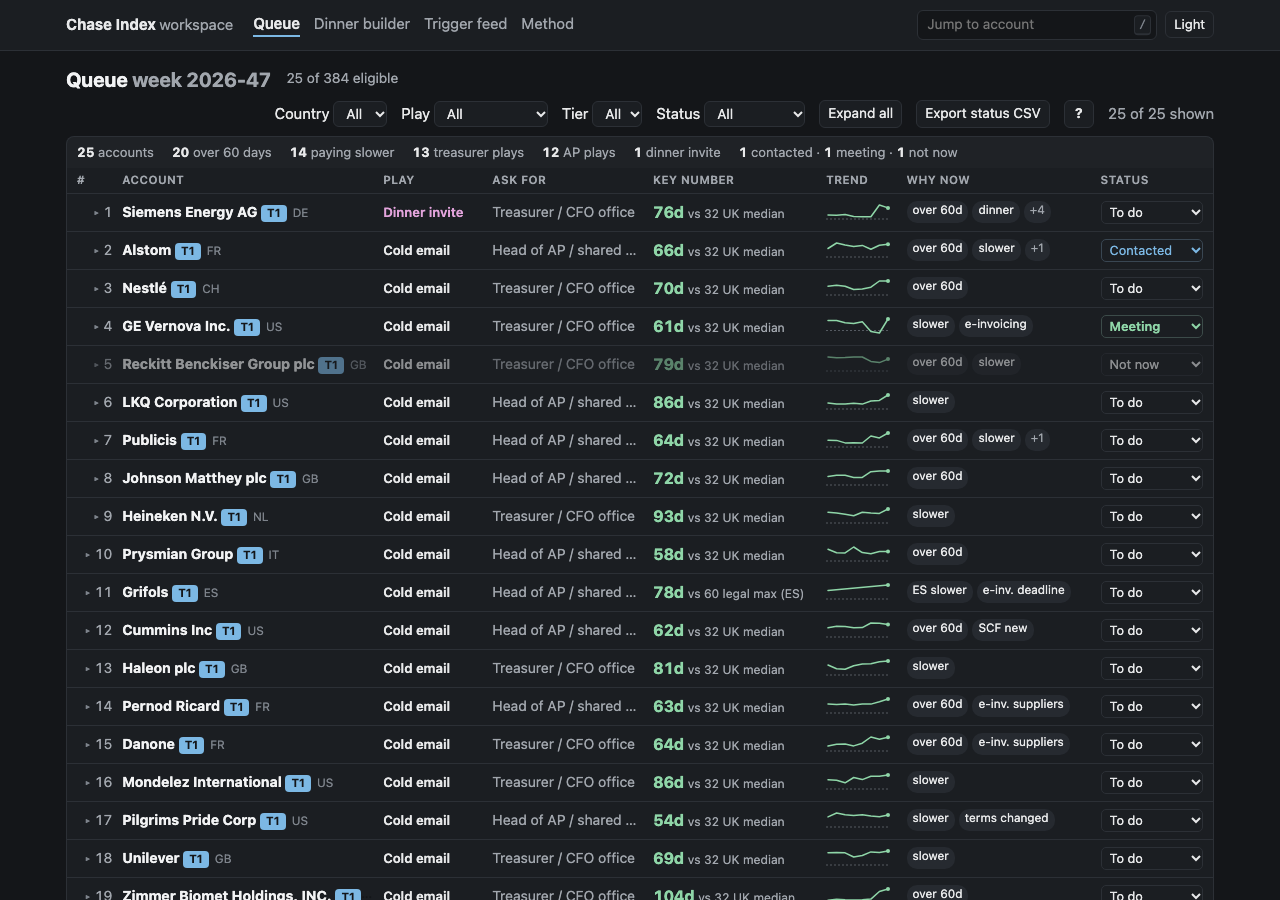 Chase Index workspace Queue Dinner builder Trigger feed Method Jump to account / Light
Queue week 2026-47 25 of 384 eligible
Country All Play All Tier All Status All Expand all Export status CSV ? 25 of 25 shown
25 accounts 20 over 60 days 14 paying slower 13 treasurer plays 12 AP plays 1 dinner invite 1 contacted · 1 meeting · 1 not now
# ACCOUNT PLAY ASK FOR KEY NUMBER TREND WHY NOW STATUS
▸ 1 Siemens Energy AG T1 DE Dinner invite Treasurer / CFO office 76d vs 32 UK median over 60d dinner +4 To do
▸ 2 Alstom T1 FR Cold email Head of AP / shared ... 66d vs 32 UK median over 60d slower +1 Contacted
▸ 3 Nestlé T1 CH Cold email Treasurer / CFO office 70d vs 32 UK median over 60d To do
▸ 4 GE Vernova Inc. T1 US Cold email Treasurer / CFO office 61d vs 32 UK median slower e-invoicing Meeting
▸ 5 Reckitt Benckiser Group plc T1 GB Cold email Treasurer / CFO office 79d vs 32 UK median over 60d slower Not now
▸ 6 LKQ Corporation T1 US Cold email Head of AP / shared ... 86d vs 32 UK median slower To do
▸ 7 Publicis T1 FR Cold email Head of AP / shared ... 64d vs 32 UK median over 60d slower +1 To do
▸ 8 Johnson Matthey plc T1 GB Cold email Treasurer / CFO office 72d vs 32 UK median over 60d To do
▸ 9 Heineken N.V. T1 NL Cold email Treasurer / CFO office 93d vs 32 UK median slower To do
▸ 10 Prysmian Group T1 IT Cold email Head of AP / shared ... 58d vs 32 UK median over 60d To do
▸ 11 Grifols T1 ES Cold email Head of AP / shared ... 78d vs 60 legal max (ES) ES slower e-inv. deadline To do
▸ 12 Cummins Inc T1 US Cold email Head of AP / shared ... 62d vs 32 UK median over 60d SCF new To do
▸ 13 Haleon plc T1 GB Cold email Treasurer / CFO office 81d vs 32 UK median slower To do
▸ 14 Pernod Ricard T1 FR Cold email Head of AP / shared ... 63d vs 32 UK median over 60d e-inv. suppliers To do
▸ 15 Danone T1 FR Cold email Treasurer / CFO office 64d vs 32 UK median over 60d e-inv. suppliers To do
▸ 16 Mondelez International T1 US Cold email Head of AP / shared ... 86d vs 32 UK median slower To do
▸ 17 Pilgrims Pride Corp T1 US Cold email Head of AP / shared ... 54d vs 32 UK median slower terms changed To do
▸ 18 Unilever T1 GB Cold email Treasurer / CFO office 69d vs 32 UK median slower To do
▸ 19 Zimmer Biomet Holdings, INC. T1 Cold email Treasurer / CFO office 104d vs 32 UK median over 60d To do